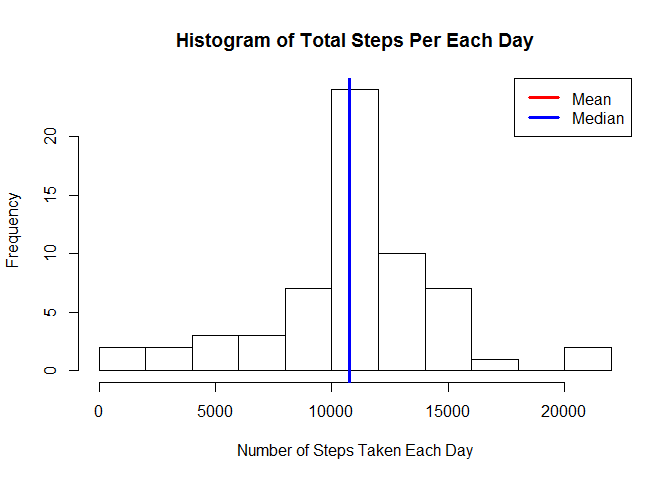 Histogram of Total Steps Per Each Day
Mean
Median
Frequency
20
15
10
5
0
0 5000 10000 15000 20000
Number of Steps Taken Each Day